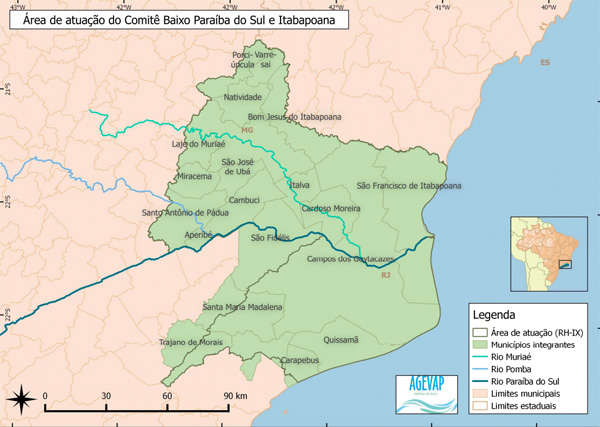 Área de atuação do Comitê Baixo Paraíba do Sul e Itabapoana
43°W
42°W
42°W
41°W
40°W
40°W
21°S
22°S
22°S
ES
MG
RJ
Porci-
úncula
Varre-
sai
Natividade
Bom Jesus do Itabapoana
Laje do Muriaé
São José
de Ubá
Miracema
Italva
São Francisco de Itabapoana
Cambuci
Cardoso Moreira
Santo Antônio de Pádua
Aperibé
São Fidélis
Campos dos Goytacazes
Santa Maria Madalena
Trajano de Morais
Quissamã
Carapebus
Legenda
Área de atuação (RH-IX)
Municípios integrantes
Rio Muriaé
Rio Pomba
Rio Paraíba do Sul
Limites municipais
Limites estaduais
AGEVAP
0 30 60 90 km